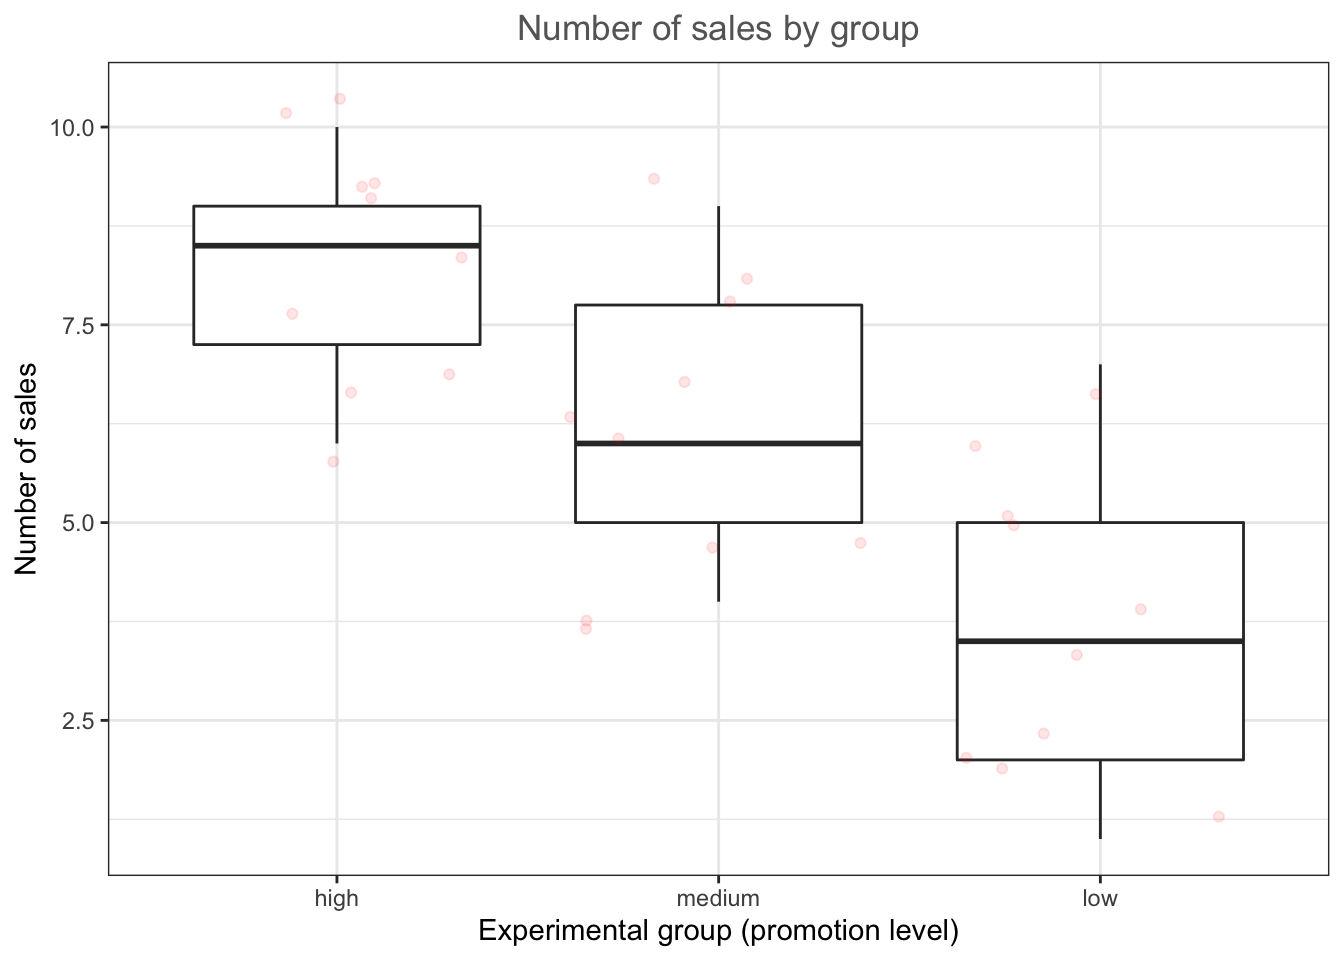 Number of sales by group
Number of sales
10.0
7.5
5.0
2.5
high
medium
low
Experimental group (promotion level)